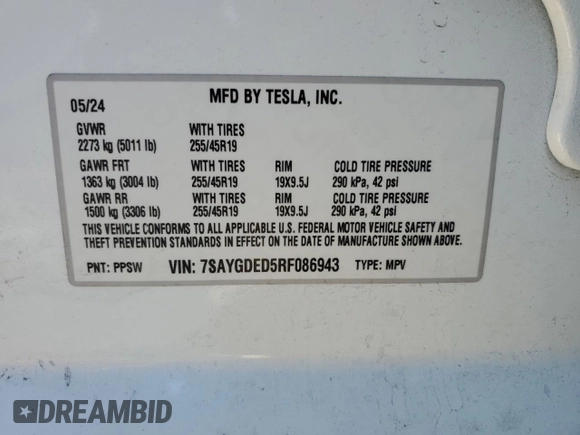 05/24 MFD BY TESLA, INC.
GVWR WITH TIRES
2273 kg (5011 lb) 255/45R19
GAWR FRT WITH TIRES RIM COLD TIRE PRESSURE
1363 kg (3004 lb) 255/45R19 19X9.5J 290 kPa, 42 psi
GAWR RR WITH TIRES RIM COLD TIRE PRESSURE
1500 kg (3306 lb) 255/45R19 19X9.5J 290 kPa, 42 psi
THIS VEHICLE CONFORMS TO ALL APPLICABLE U.S. FEDERAL MOTOR VEHICLE SAFETY AND
THEFT PREVENTION STANDARDS IN EFFECT ON THE DATE OF MANUFACTURE SHOWN ABOVE.
PNT: PPSW VIN: 7SAYGDED5RF086943 TYPE: MPV
DREAMBID